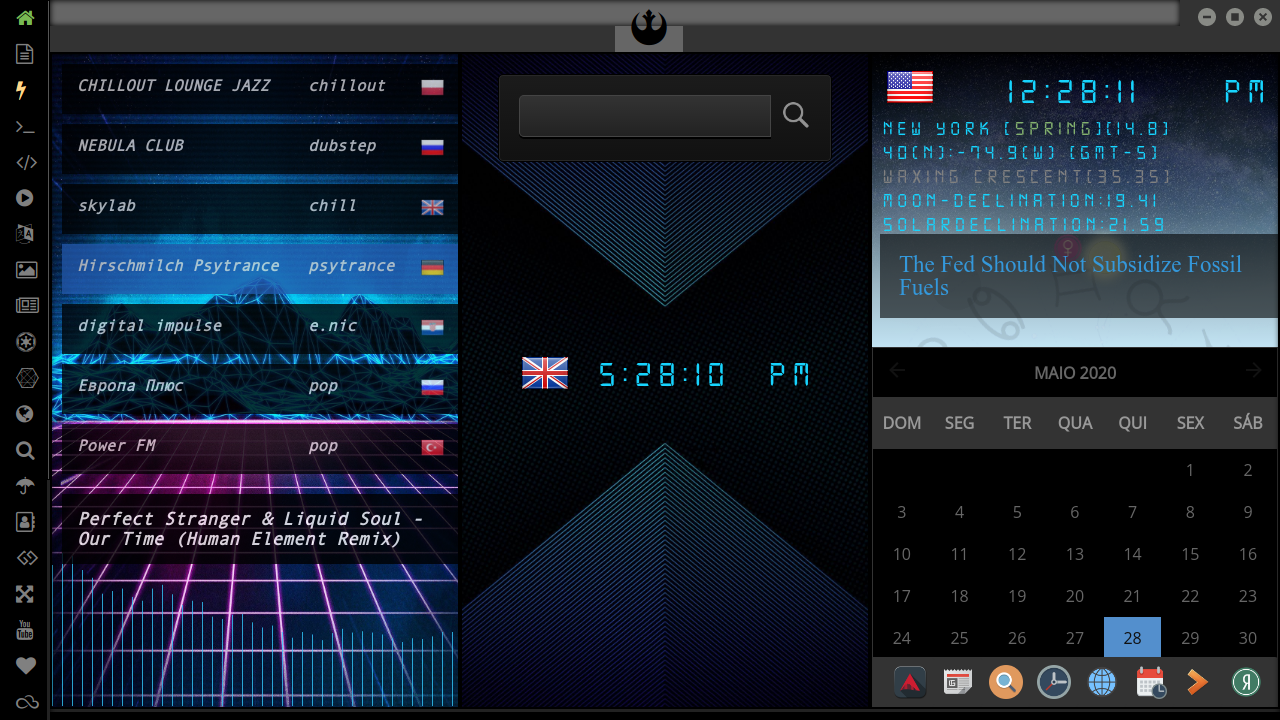 CHILLOUT LOUNGE JAZZ chillout
NEBULA CLUB dubstep
skylab chill
Hirschmilch Psytrance psytrance
digital impulse e.nic
Европа Плюс pop
Power FM pop
Perfect Stranger & Liquid Soul -
Our Time (Human Element Remix)
5:28:10 PM
12:28:11 PM
NEW YORK [SPRING][14.8]
40(N):-74.9(W) [GMT-5]
WAXING CRESCENT[35.35]
MOON-DECLINATION:19.41
SOLARDECLINATION:21.59
The Fed Should Not Subsidize Fossil
Fuels
MAIO 2020
DOM SEG TER QUA QUI SEX SÁB
1 2
3 4 5 6 7 8 9
10 11 12 13 14 15 16
17 18 19 20 21 22 23
24 25 26 27 28 29 30
You
Tube
Я